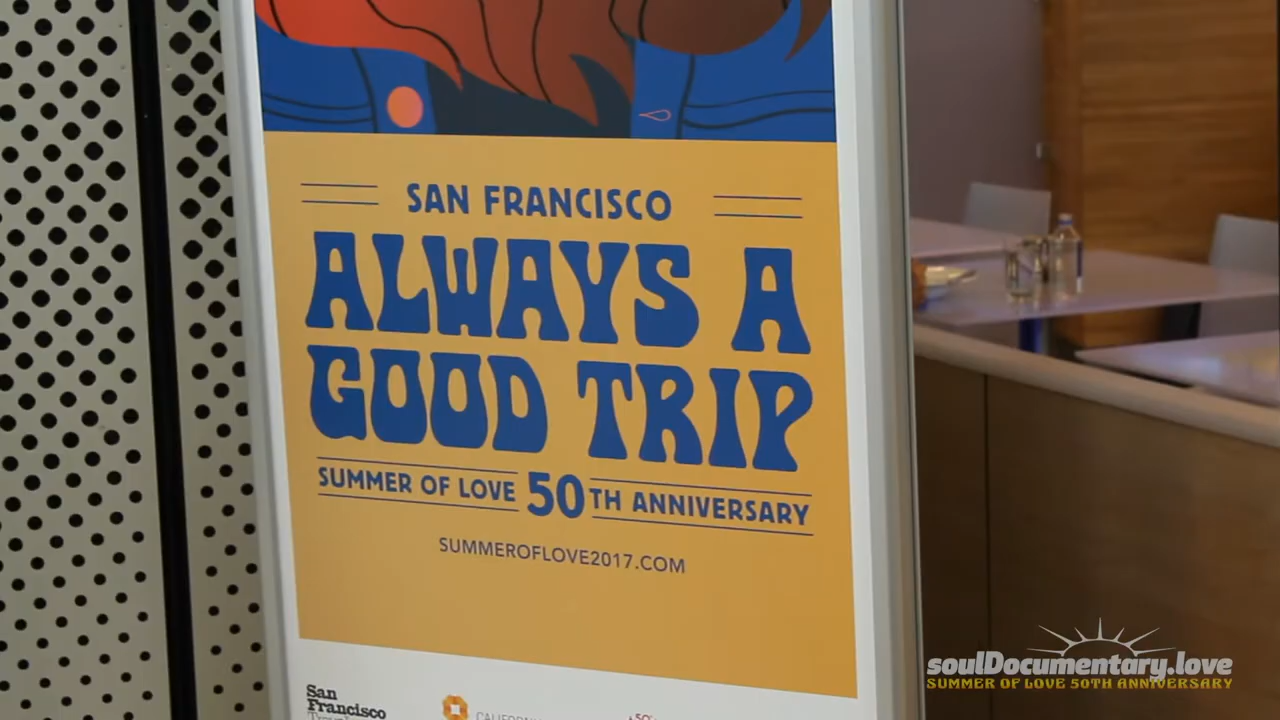 SAN FRANCISCO
ALWAYS A
GOOD TRIP
SUMMER OF LOVE 50TH ANNIVERSARY
SUMMEROFLOVE2017.COM
San
Francisco
soulDocumentary.love
SUMMER OF LOVE 50TH ANNIVERSARY